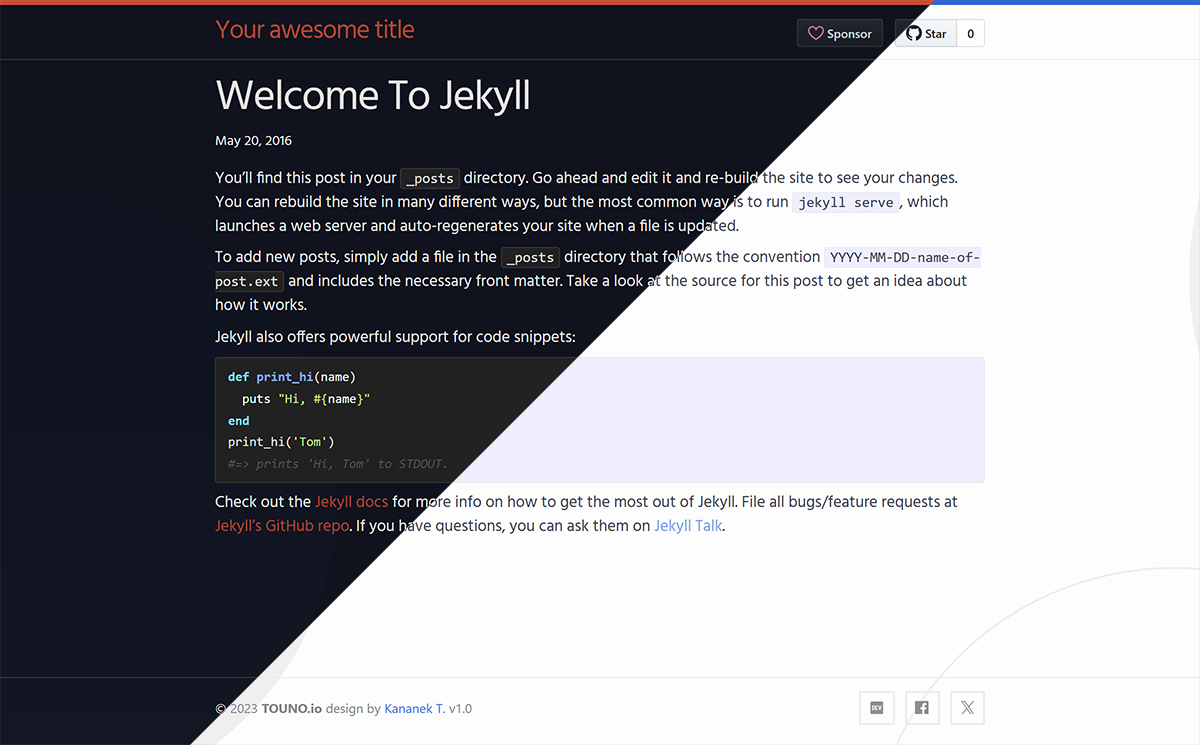 Your awesome title
Sponsor
Star
0
Welcome To Jekyll
May 20, 2016
You’ll find this post in your _posts directory. Go ahead and edit it and re-build the site to see your changes.
You can rebuild the site in many different ways, but the most common way is to run jekyll serve, which
launches a web server and auto-regenerates your site when a file is updated.
To add new posts, simply add a file in the _posts directory that follows the convention YYYY-MM-DD-name-of-
post.ext and includes the necessary front matter. Take a look at the source for this post to get an idea about
how it works.
Jekyll also offers powerful support for code snippets:
def print_hi(name)
  puts "Hi, #{name}"
end
print_hi('Tom')
#=> prints 'Hi, Tom' to STDOUT.
Check out the Jekyll docs for more info on how to get the most out of Jekyll. File all bugs/feature requests at
Jekyll’s GitHub repo. If you have questions, you can ask them on Jekyll Talk.
© 2023 TOUNO.io design by Kananek T. v1.0
DEV